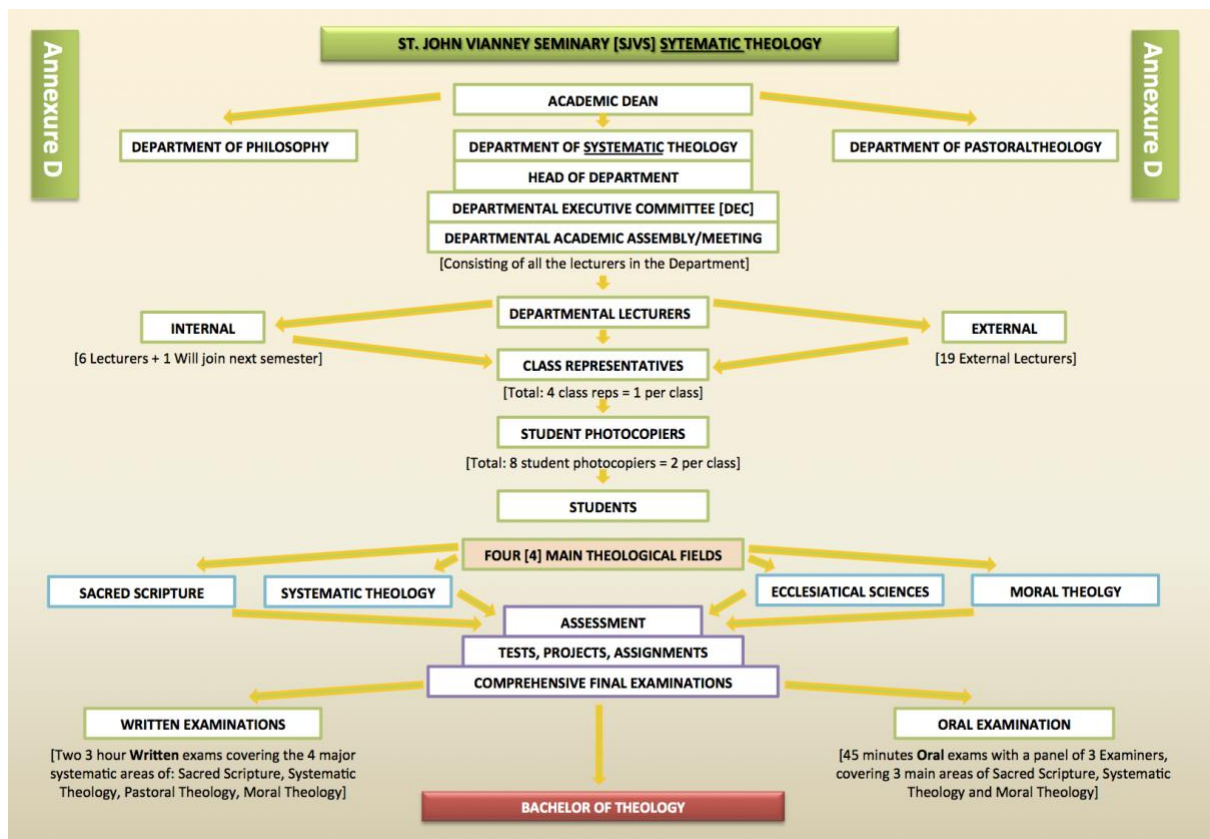 Annexure D
ST. JOHN VIANNEY SEMINARY [SJVS] SYTEMATIC THEOLOGY
Annexure D
ACADEMIC DEAN
DEPARTMENT OF PHILOSOPHY
DEPARTMENT OF SYSTEMATIC THEOLOGY
DEPARTMENT OF PASTORALTHEOLOGY
HEAD OF DEPARTMENT
DEPARTMENTAL EXECUTIVE COMMITTEE [DEC]
DEPARTMENTAL ACADEMIC ASSEMBLY/MEETING
[Consisting of all the lecturers in the Department]
DEPARTMENTAL LECTURERS
INTERNAL
[6 Lecturers + 1 Will join next semester]
EXTERNAL
[19 External Lecturers]
CLASS REPRESENTATIVES
[Total: 4 class reps = 1 per class]
STUDENT PHOTOCOPIERS
[Total: 8 student photocopiers = 2 per class]
STUDENTS
FOUR [4] MAIN THEOLOGICAL FIELDS
SACRED SCRIPTURE
SYSTEMATIC THEOLOGY
ECCLESIATICAL SCIENCES
MORAL THEOLGY
ASSESSMENT
TESTS, PROJECTS, ASSIGNMENTS
COMPREHENSIVE FINAL EXAMINATIONS
WRITTEN EXAMINATIONS
[Two 3 hour Written exams covering the 4 major
systematic areas of: Sacred Scripture, Systematic
Theology, Pastoral Theology, Moral Theology]
ORAL EXAMINATION
[45 minutes Oral exams with a panel of 3 Examiners,
covering 3 main areas of Sacred Scripture, Systematic
Theology and Moral Theology]
BACHELOR OF THEOLOGY